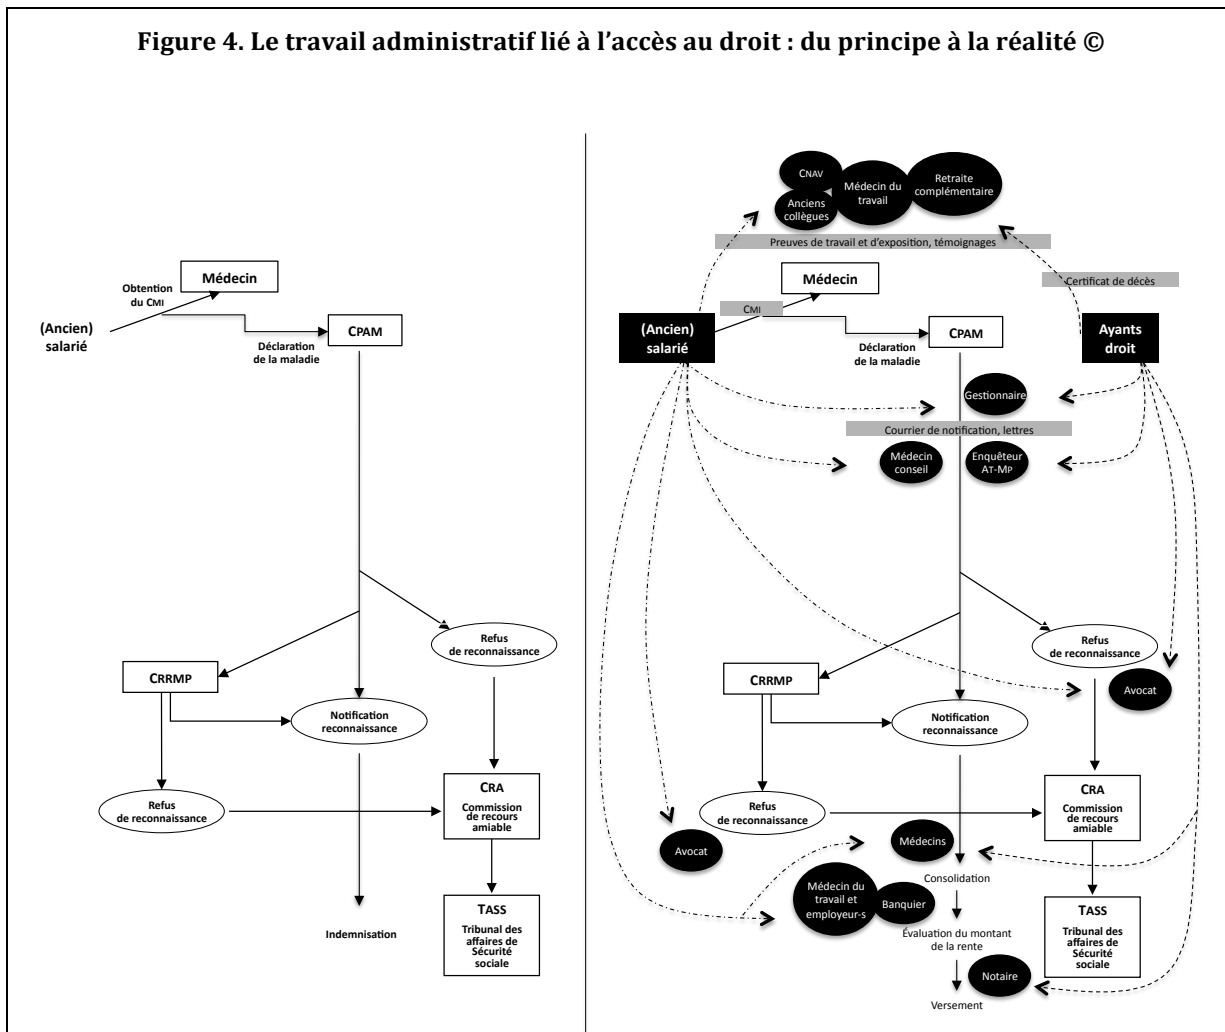 Figure 4. Le travail administratif lié à l’accès au droit : du principe à la réalité ©
Médecin
Obtention
du CMI
(Ancien)
salarié
CPAM
Déclaration
de la maladie
Refus
de reconnaissance
CRRMP
Notification
reconnaissance
Refus
de reconnaissance
CRA
Commission
de recours
amiable
Indemnisation
TASS
Tribunal des
affaires de
Sécurité
sociale
CNAV
Anciens
collègues
Médecin du
travail
Retraite
complémentaire
Preuves de travail et d’exposition, témoignages
Médecin
Certificat de décès
CMI
(Ancien)
salarié
CPAM
Déclaration
de la maladie
Ayants
droit
Gestionnaire
Courrier de notification, lettres
Médecin
conseil
Enquêteur
AT-MP
Refus
de reconnaissance
CRRMP
Avocat
Notification
reconnaissance
Refus
de reconnaissance
CRA
Commission
de recours
amiable
Avocat
Médecins
Consolidation
Médecin du
travail et
employeur-s
Banquier
Évaluation du montant
de la rente
TASS
Tribunal des
affaires de
Sécurité
sociale
Notaire
Versement